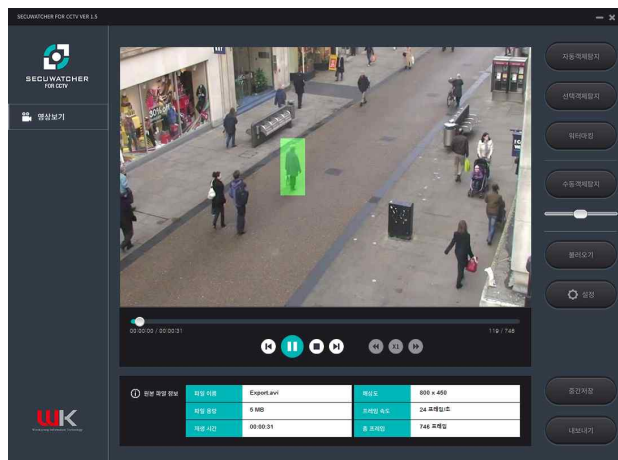 SECUWATCHER FOR CCTV VER 1.5
SECUWATCHER
FOR CCTV
영상보기
00:00:00 / 00:00:31
119 / 746
X1
원본 파일 정보
파일 이름 Export.avi 해상도 800 x 450
파일 용량 5 MB 프레임 속도 24 프레임/초
재생 시간 00:00:31 총 프레임 746 프레임
자동객체탐지
선택객체탐지
워터마킹
수동객체탐지
불러오기
설정
중간저장
내보내기
WK